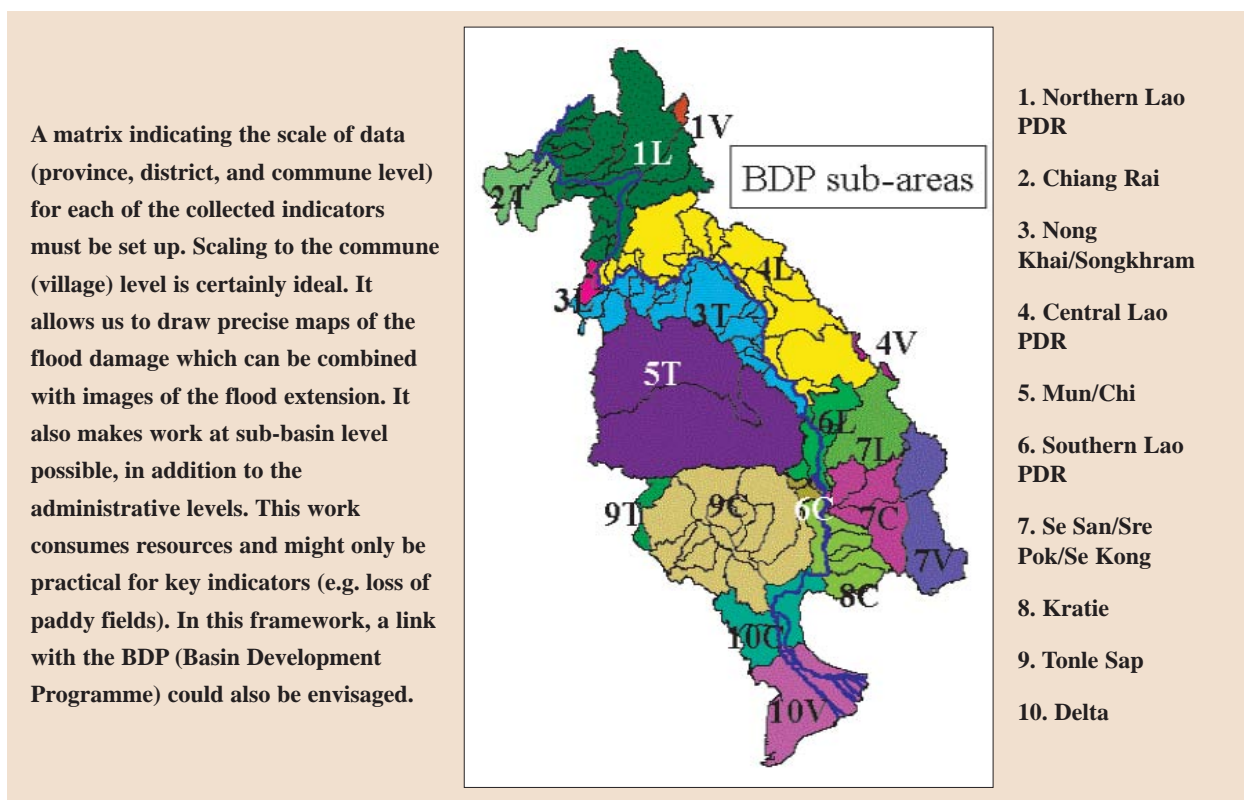 A matrix indicating the scale of data
(province, district, and commune level)
for each of the collected indicators
must be set up. Scaling to the commune
(village) level is certainly ideal. It
allows us to draw precise maps of the
flood damage which can be combined
with images of the flood extension. It
also makes work at sub-basin level
possible, in addition to the
administrative levels. This work
consumes resources and might only be
practical for key indicators (e.g. loss of
paddy fields). In this framework, a link
with the BDP (Basin Development
Programme) could also be envisaged.
1V
1L
BDP sub-areas
2T
4L
3L
3T
4V
5T
6L
7L
9T
9C
6C
7C
7V
8C
10C
10V
1. Northern Lao
PDR
2. Chiang Rai
3. Nong
Khai/Songkhram
4. Central Lao
PDR
5. Mun/Chi
6. Southern Lao
PDR
7. Se San/Sre
Pok/Se Kong
8. Kratie
9. Tonle Sap
10. Delta